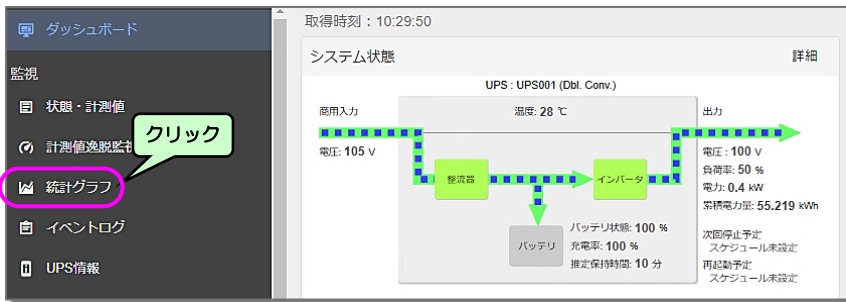 ダッシュボード
監視
状態・計測値
計測値逸脱監視
クリック
統計グラフ
イベントログ
UPS情報
取得時刻：10:29:50
システム状態
詳細
UPS : UPS001 (Dbl. Conv.)
商用入力
温度: 28 ℃
出力
電圧: 105 V
整流器
インバータ
バッテリ
バッテリ状態: 100 %
充電率: 100 %
推定保持時間: 10 分
電圧: 100 V
負荷率: 50 %
電力: 0.4 kW
累積電力量: 55.219 kWh
次回停止予定
スケジュール未設定
再起動予定
スケジュール未設定